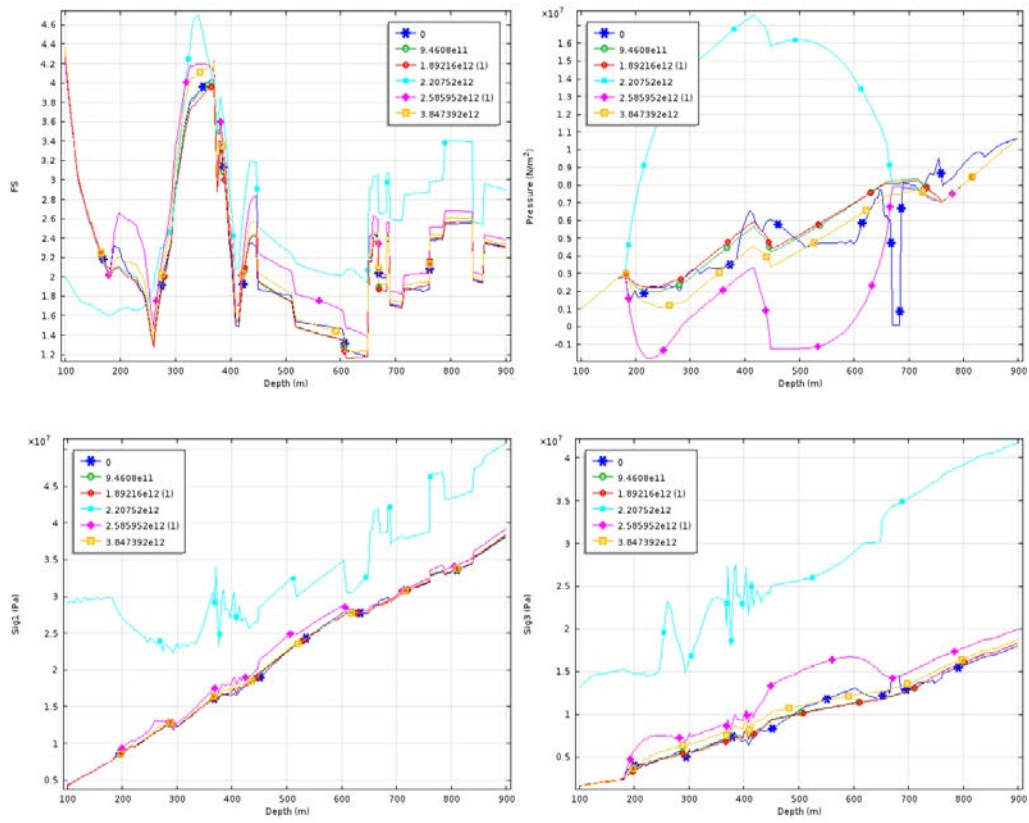 FS
4.6
4.4
4.2
4
3.8
3.6
3.4
3.2
3
2.8
2.6
2.4
2.2
2
1.8
1.6
1.4
1.2
100 200 300 400 500 600 700 800 900
Depth (m)
0
9.4608e11
1.89216e12 (1)
2.20752e12
2.585952e12 (1)
3.847392e12
×10⁷
Pressure (N/m²)
1.7
1.6
1.5
1.4
1.3
1.2
1.1
1
0.9
0.8
0.7
0.6
0.5
0.4
0.3
0.2
0.1
0
-0.1
100 200 300 400 500 600 700 800 900
Depth (m)
0
9.4608e11
1.89216e12 (1)
2.20752e12
2.585952e12 (1)
3.847392e12
×10⁷
Sig1 (Pa)
5
4.5
4
3.5
3
2.5
2
1.5
1
0.5
100 200 300 400 500 600 700 800 900
Depth (m)
0
9.4608e11
1.89216e12 (1)
2.20752e12
2.585952e12 (1)
3.847392e12
×10⁷
Sig3 (Pa)
4
3.5
3
2.5
2
1.5
1
0.5
100 200 300 400 500 600 700 800 900
Depth (m)
0
9.4608e11
1.89216e12 (1)
2.20752e12
2.585952e12 (1)
3.847392e12